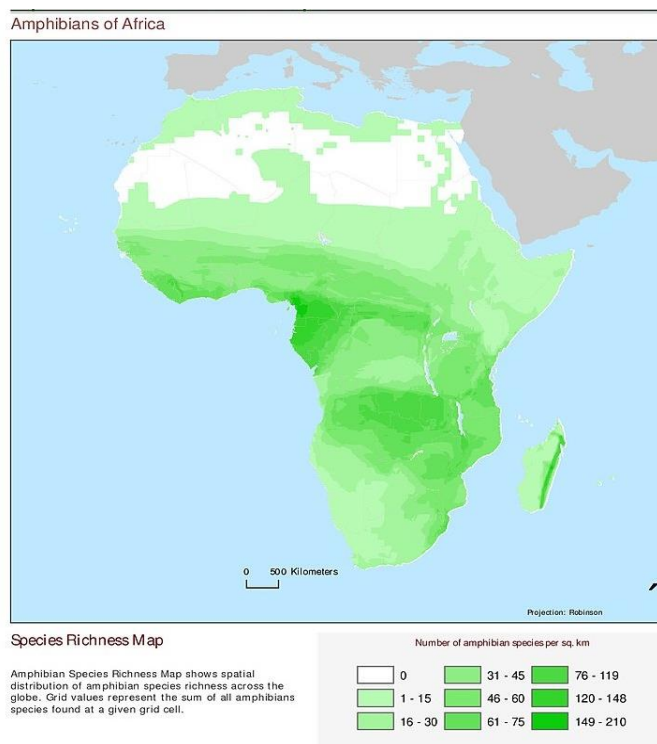 Amphibians of Africa
0 500 Kilometers
Projection: Robinson
Species Richness Map
Amphibian Species Richness Map shows spatial
distribution of amphibian species richness across the
globe. Grid values represent the sum of all amphibians
species found at a given grid cell.
Number of amphibian species per sq. km
0
1 - 15
16 - 30
31 - 45
46 - 60
61 - 75
76 - 119
120 - 148
149 - 210